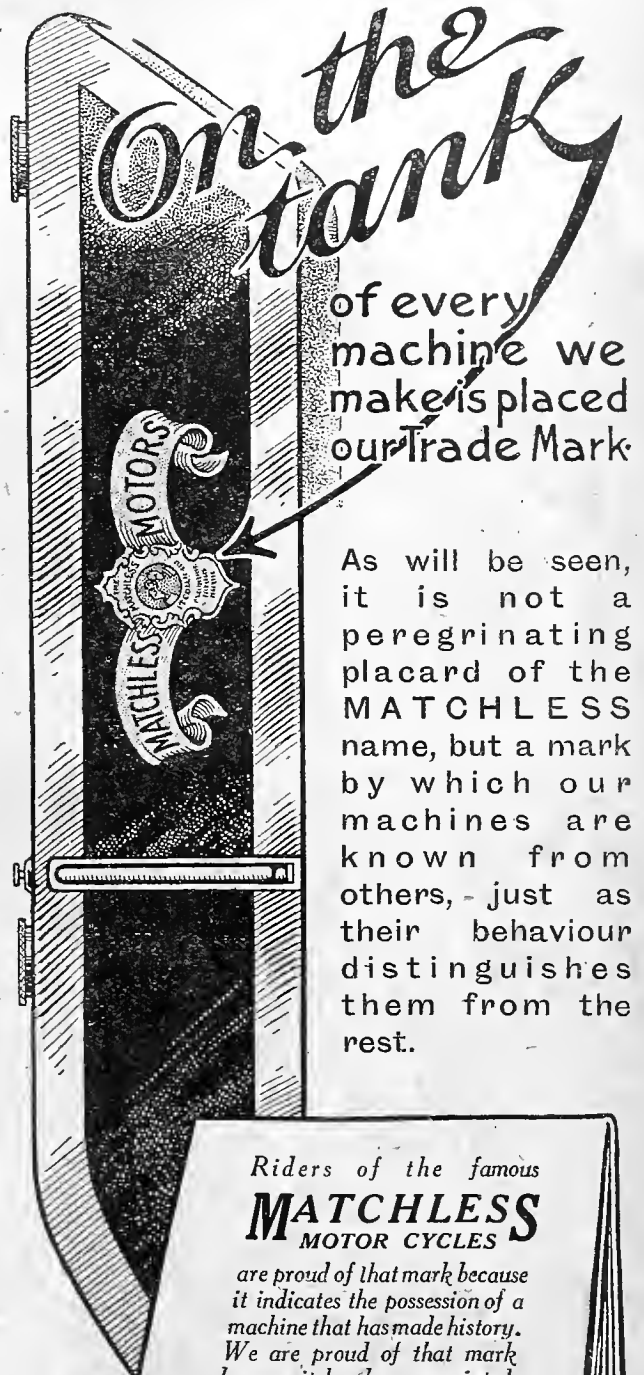 On the
tank
of every
machine we
make is placed
our Trade Mark
MATCHLESS MOTORS
As will be seen,
it is not a
peregrinating
placard of the
MATCHLESS
name, but a mark
by which our
machines are
known from
others, - just as
their behaviour
distinguishes
them from the
rest.
Riders of the famous
MATCHLESS
MOTOR CYCLES
are proud of that mark because
it indicates the possession of a
machine that has made history.
We are proud of that mark